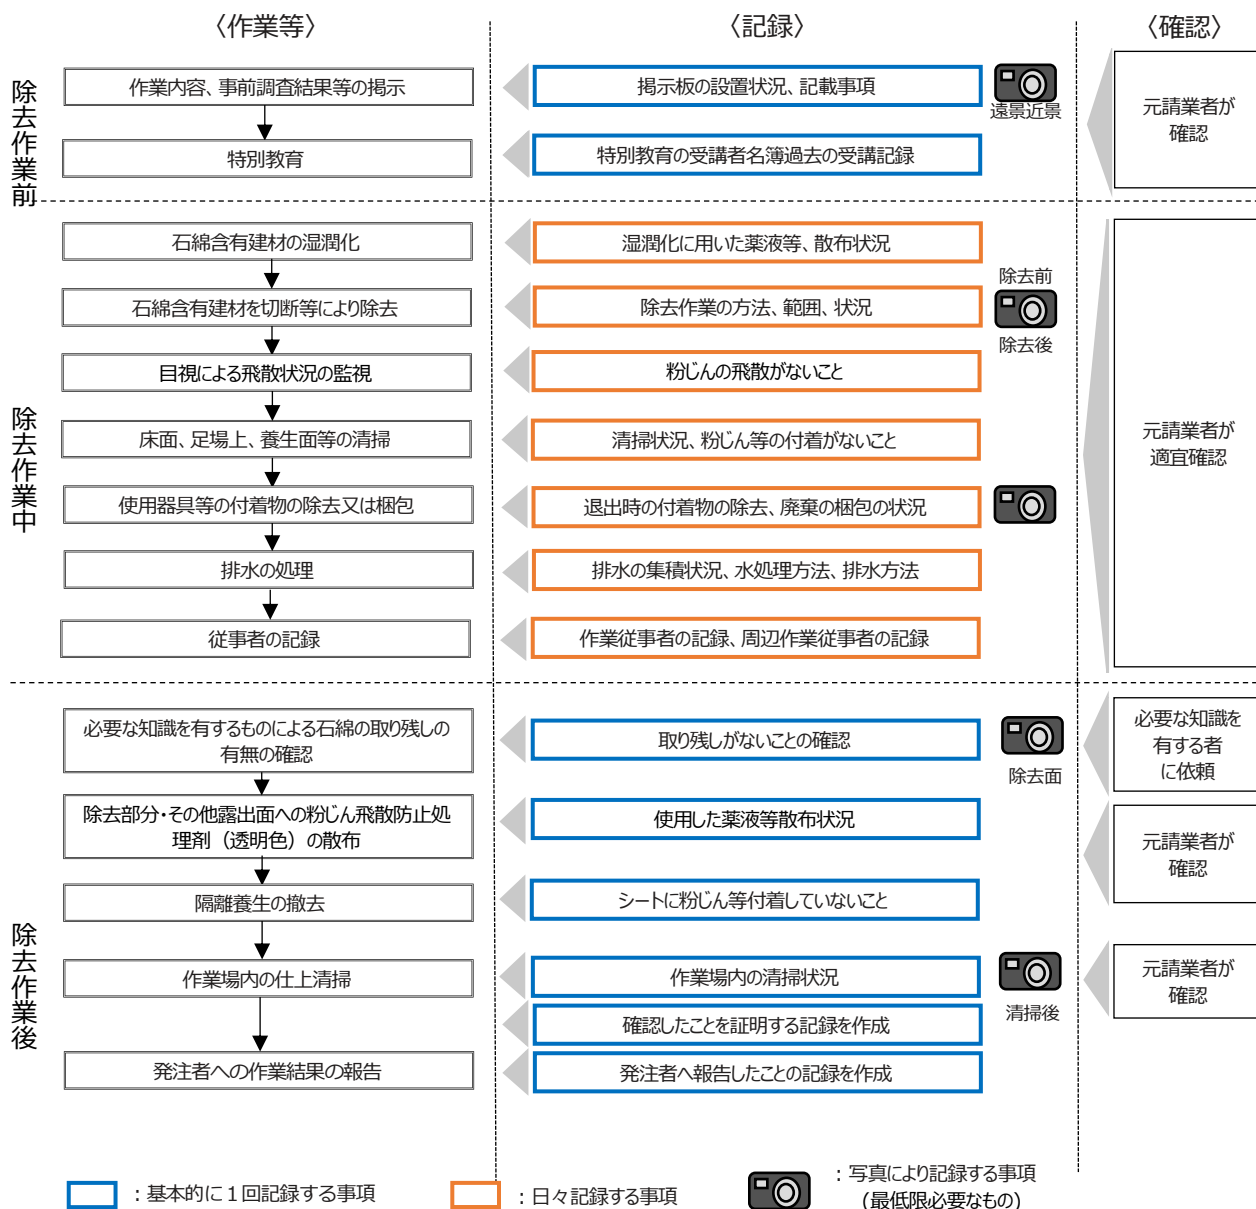 〈作業等〉
〈記録〉
〈確認〉
除去作業前
作業内容、事前調査結果等の掲示
掲示板の設置状況、記載事項
遠景近景
元請業者が
確認
特別教育
特別教育の受講者名簿過去の受講記録
除去作業中
石綿含有建材の湿潤化
湿潤化に用いた薬液等、散布状況
石綿含有建材を切断等により除去
除去作業の方法、範囲、状況
除去前
除去後
目視による飛散状況の監視
粉じんの飛散がないこと
床面、足場上、養生面等の清掃
清掃状況、粉じん等の付着がないこと
元請業者が
適宜確認
使用器具等の付着物の除去又は梱包
退出時の付着物の除去、廃棄の梱包の状況
排水の処理
排水の集積状況、水処理方法、排水方法
従事者の記録
作業従事者の記録、周辺作業従事者の記録
除去作業後
必要な知識を有するものによる石綿の取り残しの
有無の確認
取り残しがないことの確認
除去面
必要な知識を
有する者
に依頼
除去部分・その他露出面への粉じん飛散防止処
理剤（透明色）の散布
使用した薬液等散布状況
元請業者が
確認
隔離養生の撤去
シートに粉じん等付着していないこと
作業場内の仕上清掃
作業場内の清掃状況
清掃後
元請業者が
確認
確認したことを証明する記録を作成
発注者への作業結果の報告
発注者へ報告したことの記録を作成
：基本的に１回記録する事項
：日々記録する事項
：写真により記録する事項
（最低限必要なもの）